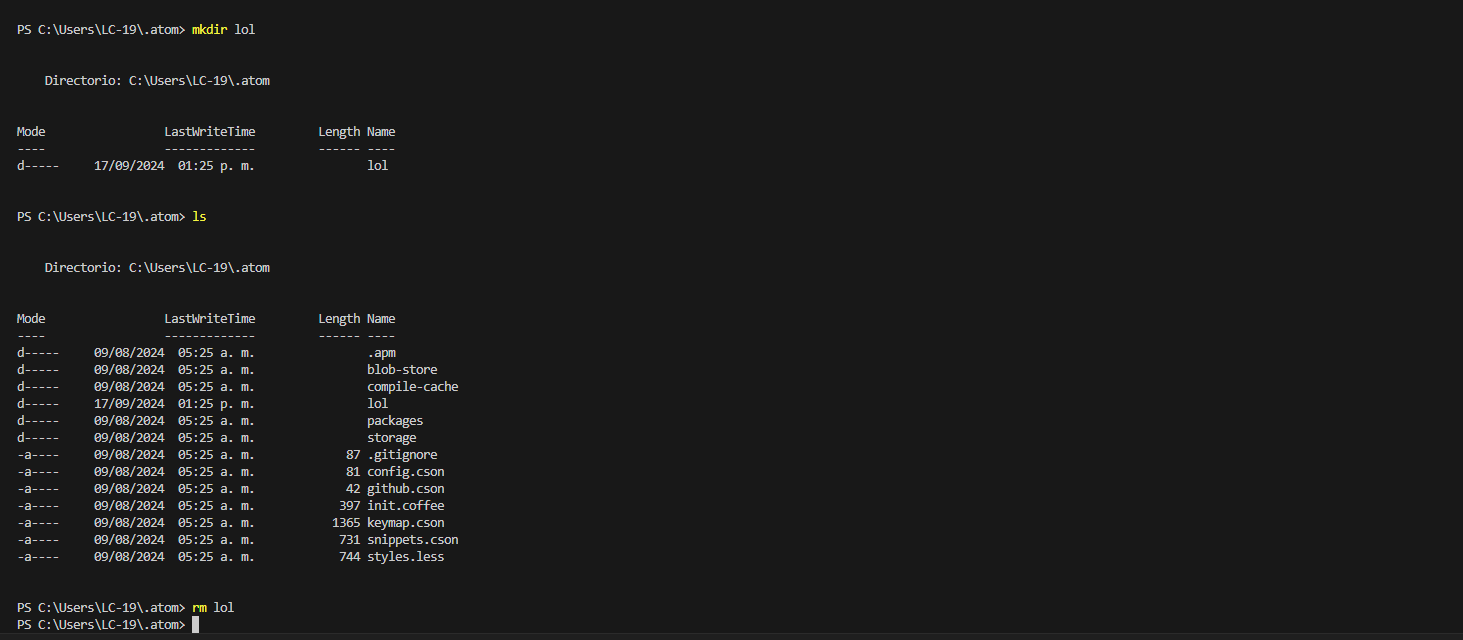 PS C:\Users\LC-19\.atom> mkdir lol
Directorio: C:\Users\LC-19\.atom
Mode                 LastWriteTime         Length Name
----                 -------------         ------ ----
d-----     17/09/2024  01:25 p. m.                lol
PS C:\Users\LC-19\.atom> ls
Directorio: C:\Users\LC-19\.atom
Mode                 LastWriteTime         Length Name
----                 -------------         ------ ----
d-----     09/08/2024  05:25 a. m.                .apm
d-----     09/08/2024  05:25 a. m.                blob-store
d-----     09/08/2024  05:25 a. m.                compile-cache
d-----     17/09/2024  01:25 p. m.                lol
d-----     09/08/2024  05:25 a. m.                packages
d-----     09/08/2024  05:25 a. m.                storage
-a----     09/08/2024  05:25 a. m.             87 .gitignore
-a----     09/08/2024  05:25 a. m.             81 config.cson
-a----     09/08/2024  05:25 a. m.             42 github.cson
-a----     09/08/2024  05:25 a. m.            397 init.coffee
-a----     09/08/2024  05:25 a. m.           1365 keymap.cson
-a----     09/08/2024  05:25 a. m.            731 snippets.cson
-a----     09/08/2024  05:25 a. m.            744 styles.less
PS C:\Users\LC-19\.atom> rm lol
PS C:\Users\LC-19\.atom>